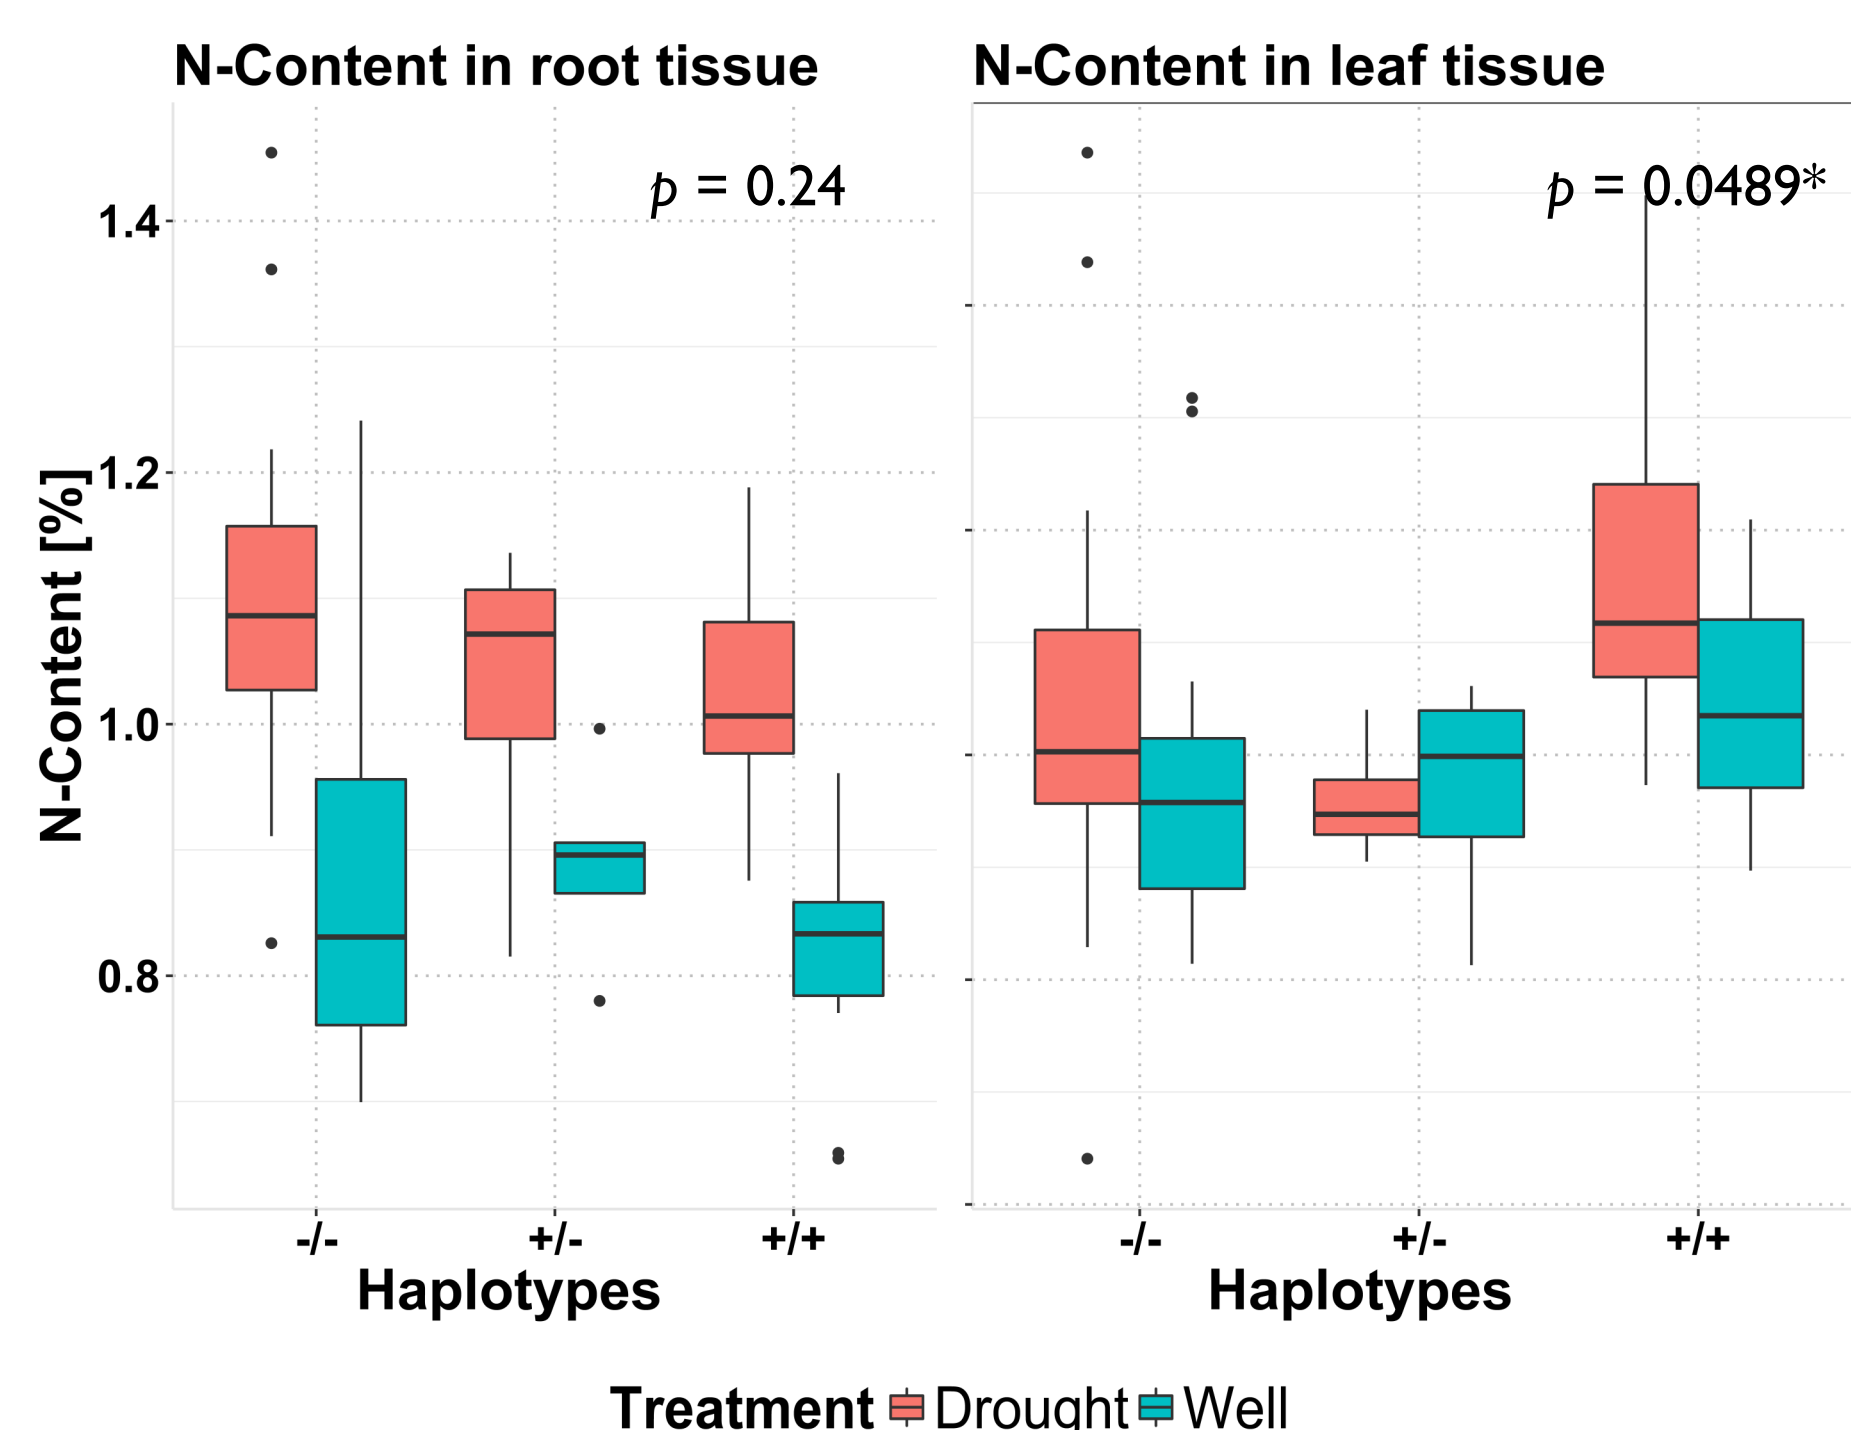 N-Content in root tissue
N-Content in leaf tissue
p = 0.24
p = 0.0489*
N-Content [%]
1.4
1.2
1.0
0.8
-/-
+/-
+/+
-/-
+/-
+/+
Haplotypes
Haplotypes
Treatment Drought Well